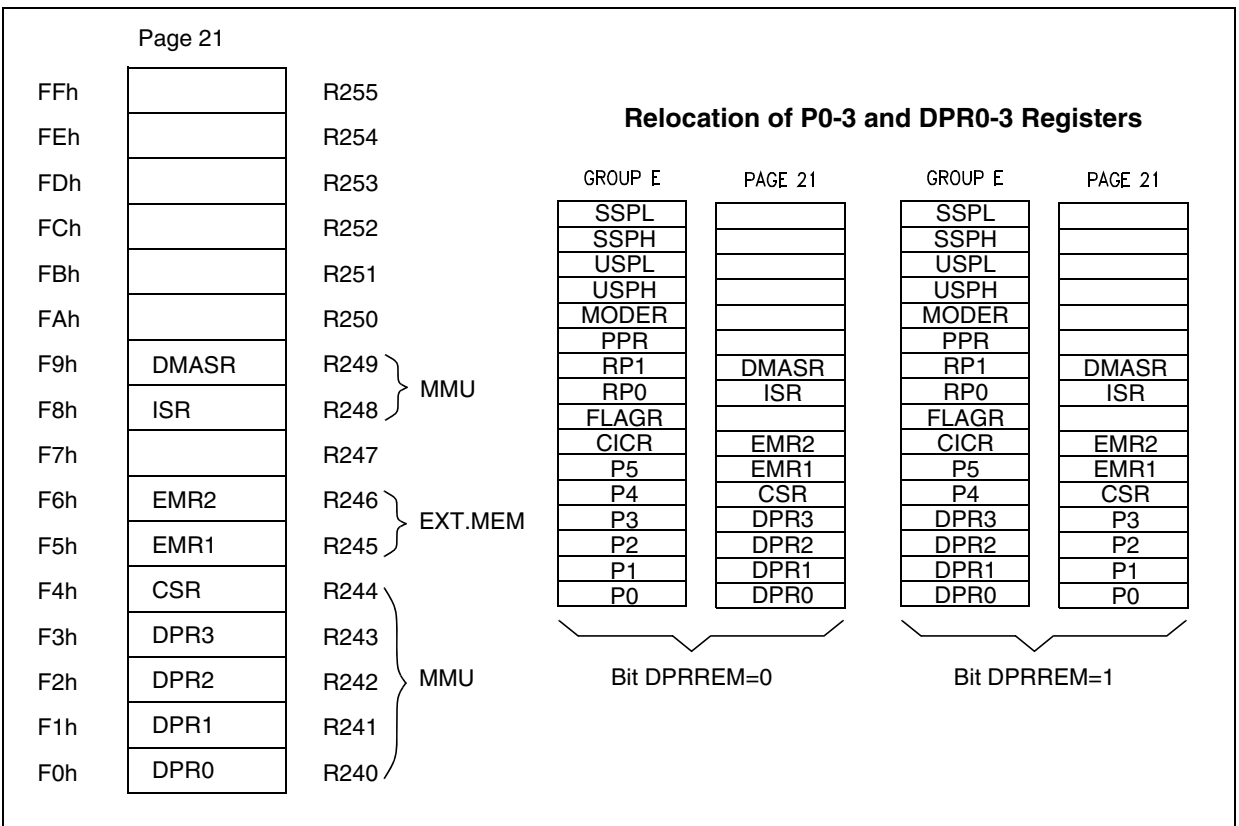 Page 21
FFh R255
FEh R254
FDh R253
FCh R252
FBh R251
FAh R250
F9h DMASR R249
MMU
F8h ISR R248
F7h R247
F6h EMR2 R246
EXT.MEM
F5h EMR1 R245
F4h CSR R244
F3h DPR3 R243
F2h DPR2 R242 MMU
F1h DPR1 R241
F0h DPR0 R240
Relocation of P0-3 and DPR0-3 Registers
GROUP E PAGE 21 GROUP E PAGE 21
SSPL SSPL
SSPH SSPH
USPL USPL
USPH USPH
MODER MODER
PPR PPR
RP1 DMASR RP1 DMASR
RP0 ISR RP0 ISR
FLAGR FLAGR
CICR EMR2 CICR EMR2
P5 EMR1 P5 EMR1
P4 CSR P4 CSR
P3 DPR3 DPR3 P3
P2 DPR2 DPR2 P2
P1 DPR1 DPR1 P1
P0 DPR0 DPR0 P0
Bit DPRREM=0 Bit DPRREM=1